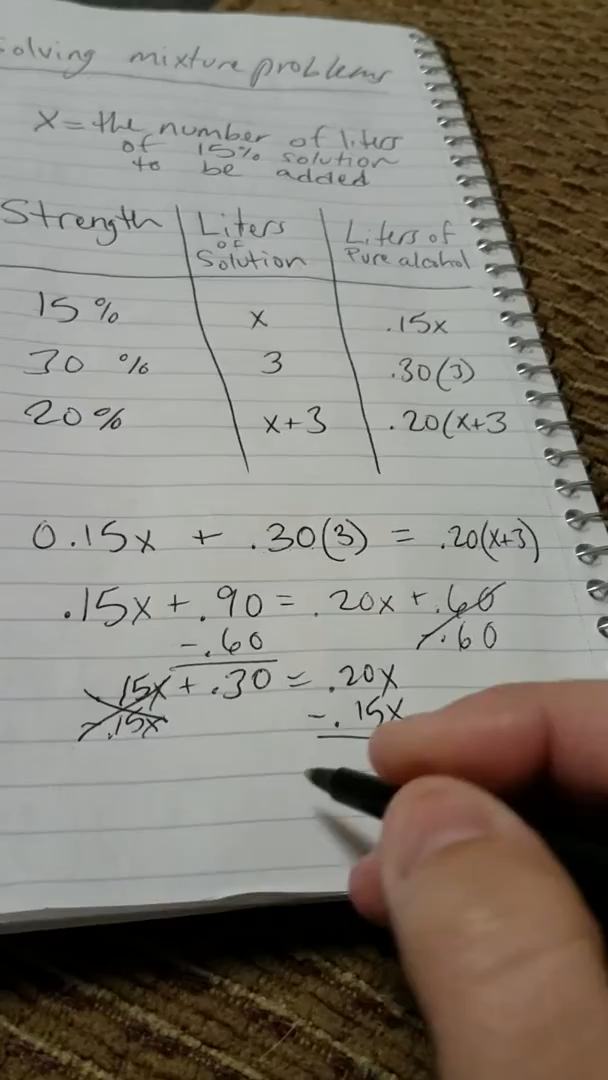 olving mixture problems
X = the number of liters
of 15% solution
to be added
Strength Liters of Solution Liters of Pure alcohol
15% x .15x
30 % 3 .30(3)
20% x+3 .20(x+3
0.15x + .30(3) = .20(x+3)
.15x + .90 = .20x + .60
-.60 -.60
.15x + .30 = .20x
-.15x -.15x